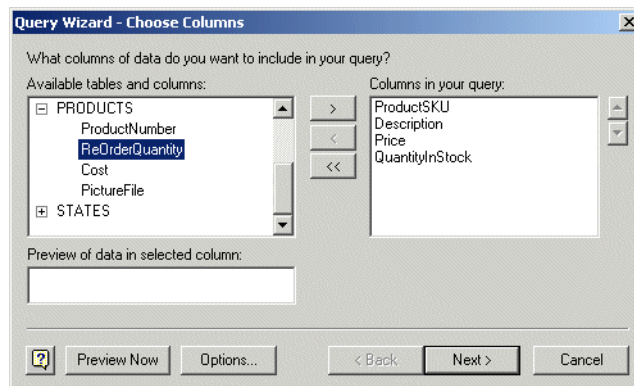 Query Wizard - Choose Columns
What columns of data do you want to include in your query?
Available tables and columns:
PRODUCTS
ProductNumber
ReOrderQuantity
Cost
PictureFile
STATES
>
<
<<
Columns in your query:
ProductSKU
Description
Price
QuantityInStock
Preview of data in selected column:
? Preview Now Options... < Back Next > Cancel